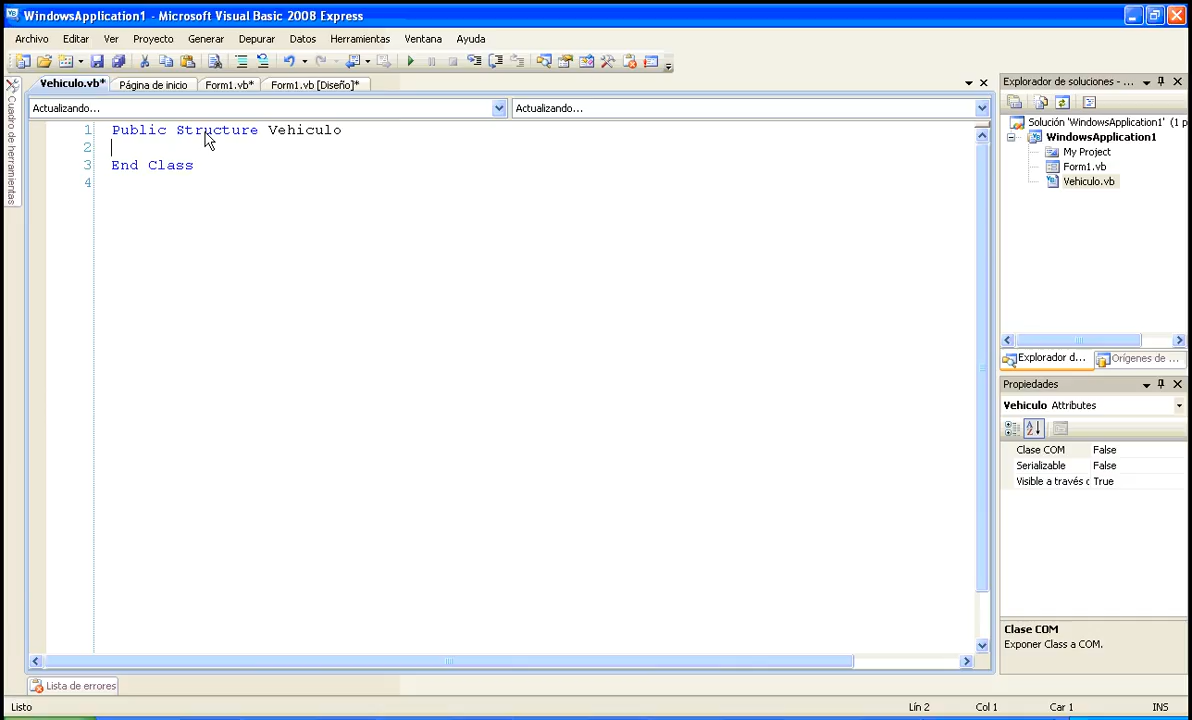 WindowsApplication1 - Microsoft Visual Basic 2008 Express
Archivo Editar Ver Proyecto Generar Depurar Datos Herramientas Ventana Ayuda
Vehiculo.vb* Página de inicio Form1.vb* Form1.vb [Diseño]*
Actualizando... Actualizando...
1 Public Structure Vehiculo
2
3 End Class
4
Cuadro de herramientas
Explorador de soluciones - ...
Solución 'WindowsApplication1' (1 p
WindowsApplication1
My Project
Form1.vb
Vehiculo.vb
Explorador d... Orígenes de ...
Propiedades
Vehiculo Attributes
Clase COM False
Serializable False
Visible a través c True
Clase COM
Exponer Class a COM.
Lista de errores
Listo Lín 2 Col 1 Car 1 INS